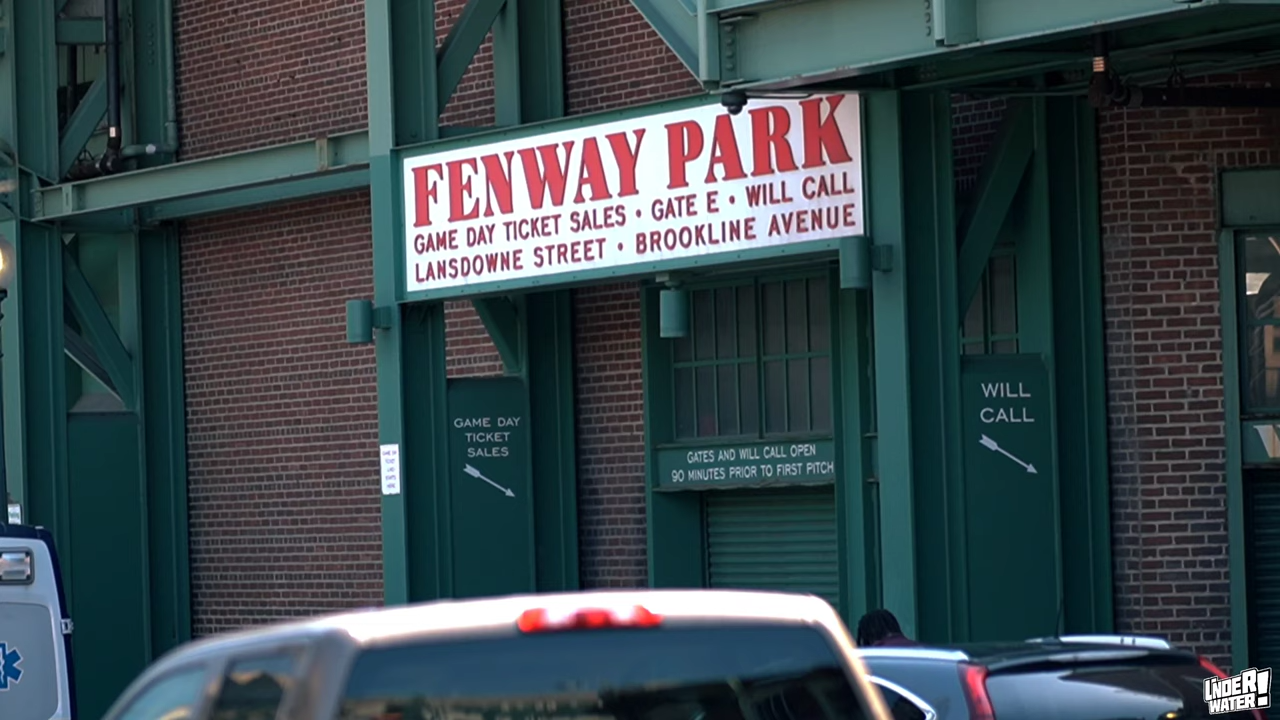 FENWAY PARK
GAME DAY TICKET SALES • GATE E • WILL CALL
LANSDOWNE STREET • BROOKLINE AVENUE
GAME DAY
TICKET
SALES
GATES AND WILL CALL OPEN
90 MINUTES PRIOR TO FIRST PITCH
WILL
CALL
UNDER
WATER!